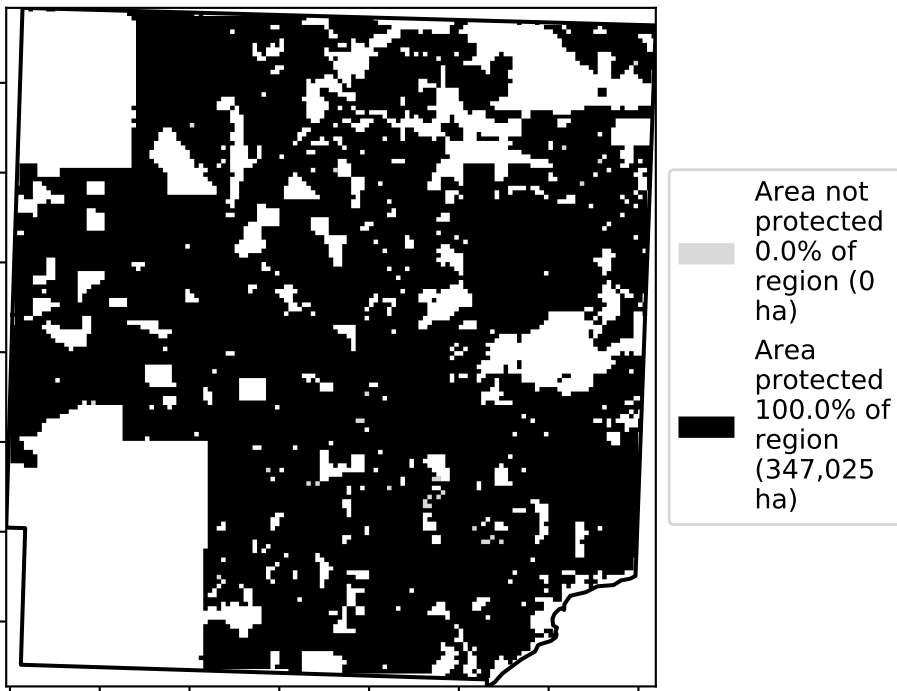 Area not
protected
0.0% of
region (0
ha)
Area
protected
100.0% of
region
(347,025
ha)